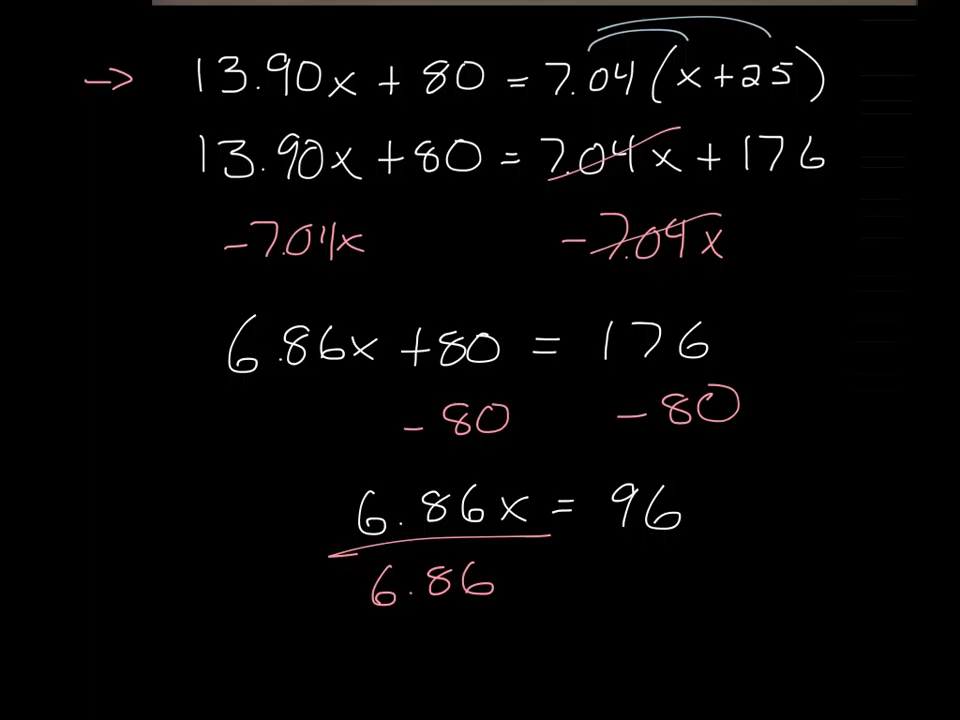 → 13.90x + 80 = 7.04 (x + 25)
13.90x + 80 = 7.04x + 176
- 7.04x - 7.04x
6.86x + 80 = 176
- 80 - 80
6.86x = 96
6.86